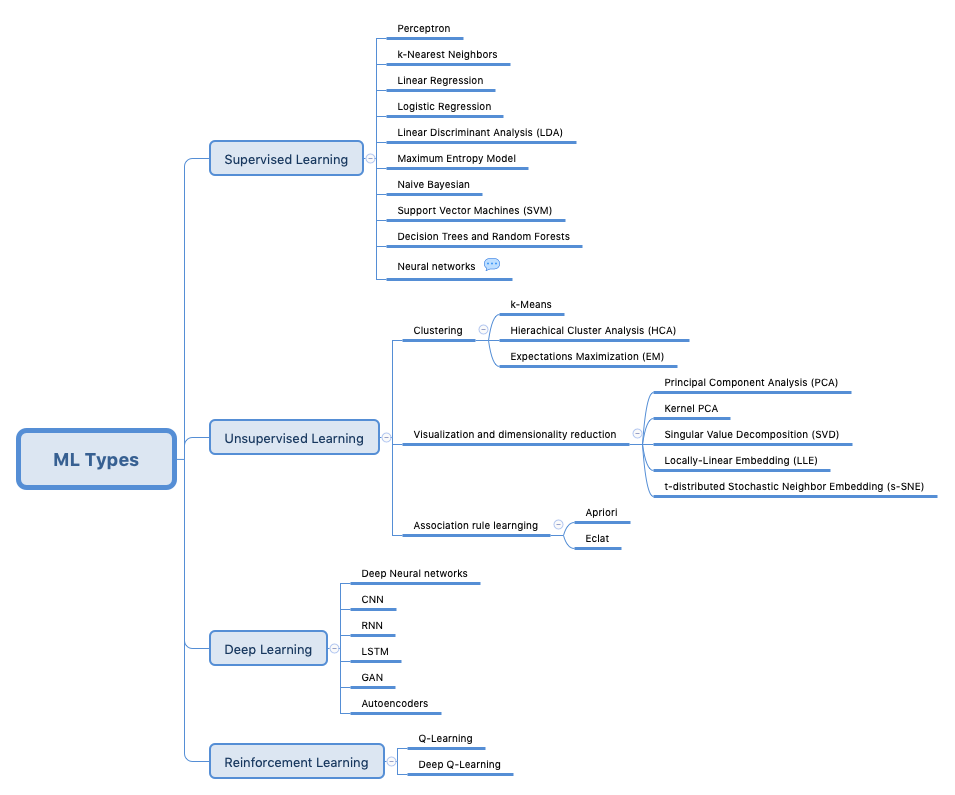 ML Types
Supervised Learning
Perceptron
k-Nearest Neighbors
Linear Regression
Logistic Regression
Linear Discriminant Analysis (LDA)
Maximum Entropy Model
Naive Bayesian
Support Vector Machines (SVM)
Decision Trees and Random Forests
Neural networks
Unsupervised Learning
Clustering
k-Means
Hierachical Cluster Analysis (HCA)
Expectations Maximization (EM)
Visualization and dimensionality reduction
Principal Component Analysis (PCA)
Kernel PCA
Singular Value Decomposition (SVD)
Locally-Linear Embedding (LLE)
t-distributed Stochastic Neighbor Embedding (s-SNE)
Association rule learnging
Apriori
Eclat
Deep Learning
Deep Neural networks
CNN
RNN
LSTM
GAN
Autoencoders
Reinforcement Learning
Q-Learning
Deep Q-Learning